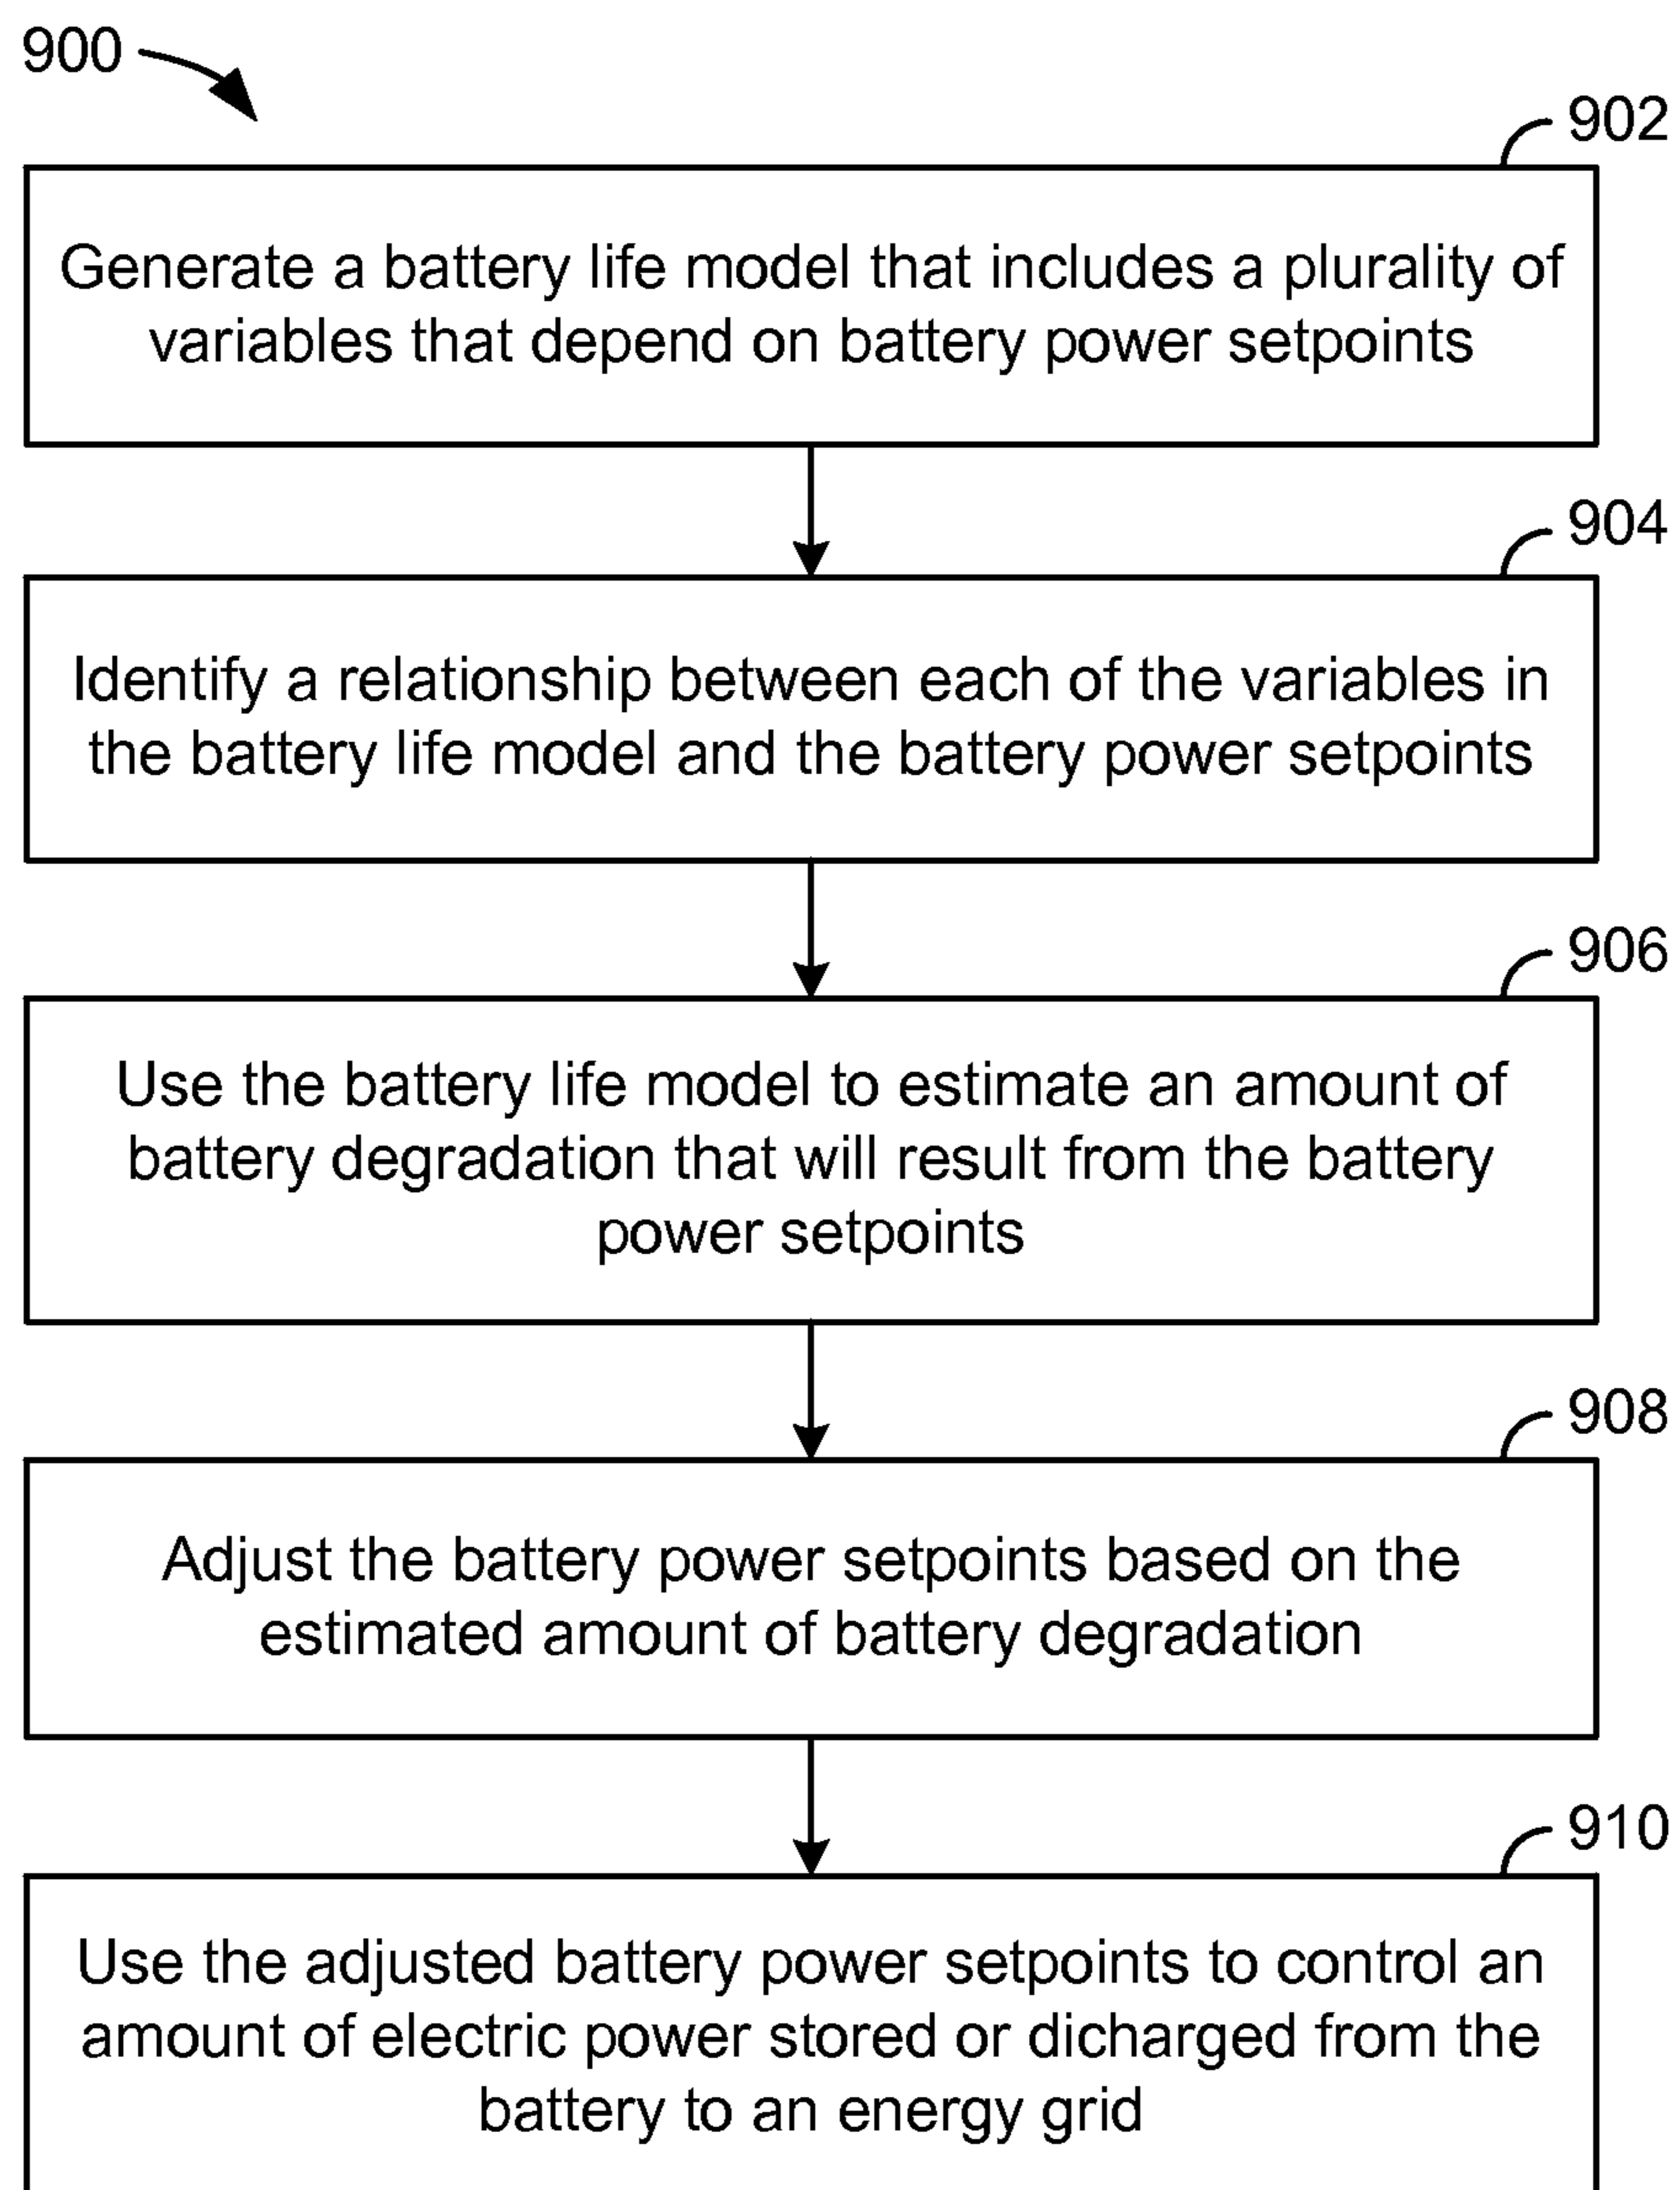 900
902
Generate a battery life model that includes a plurality of
variables that depend on battery power setpoints
904
Identify a relationship between each of the variables in
the battery life model and the battery power setpoints
906
Use the battery life model to estimate an amount of
battery degradation that will result from the battery
power setpoints
908
Adjust the battery power setpoints based on the
estimated amount of battery degradation
910
Use the adjusted battery power setpoints to control an
amount of electric power stored or dicharged from the
battery to an energy grid